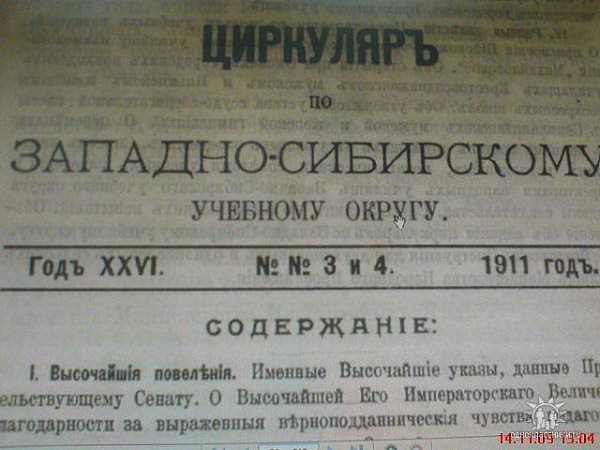 ЦИРКУЛЯРЪ
ПО
ЗАПАДНО-СИБИРСКОМУ
УЧЕБНОМУ ОКРУГУ.
Годъ XXVI. № № 3 и 4. 1911 годъ.
СОДЕРЖАНІЕ:
I. Высочайшія повелѣнія. Именные Высочайшіе указы, данные Пр
ельствующему Сенату. О Высочайшей Его Императорскаго Величе
лагодарности за выраженныя вѣрноподданническія чувства
14.11.09 13:04